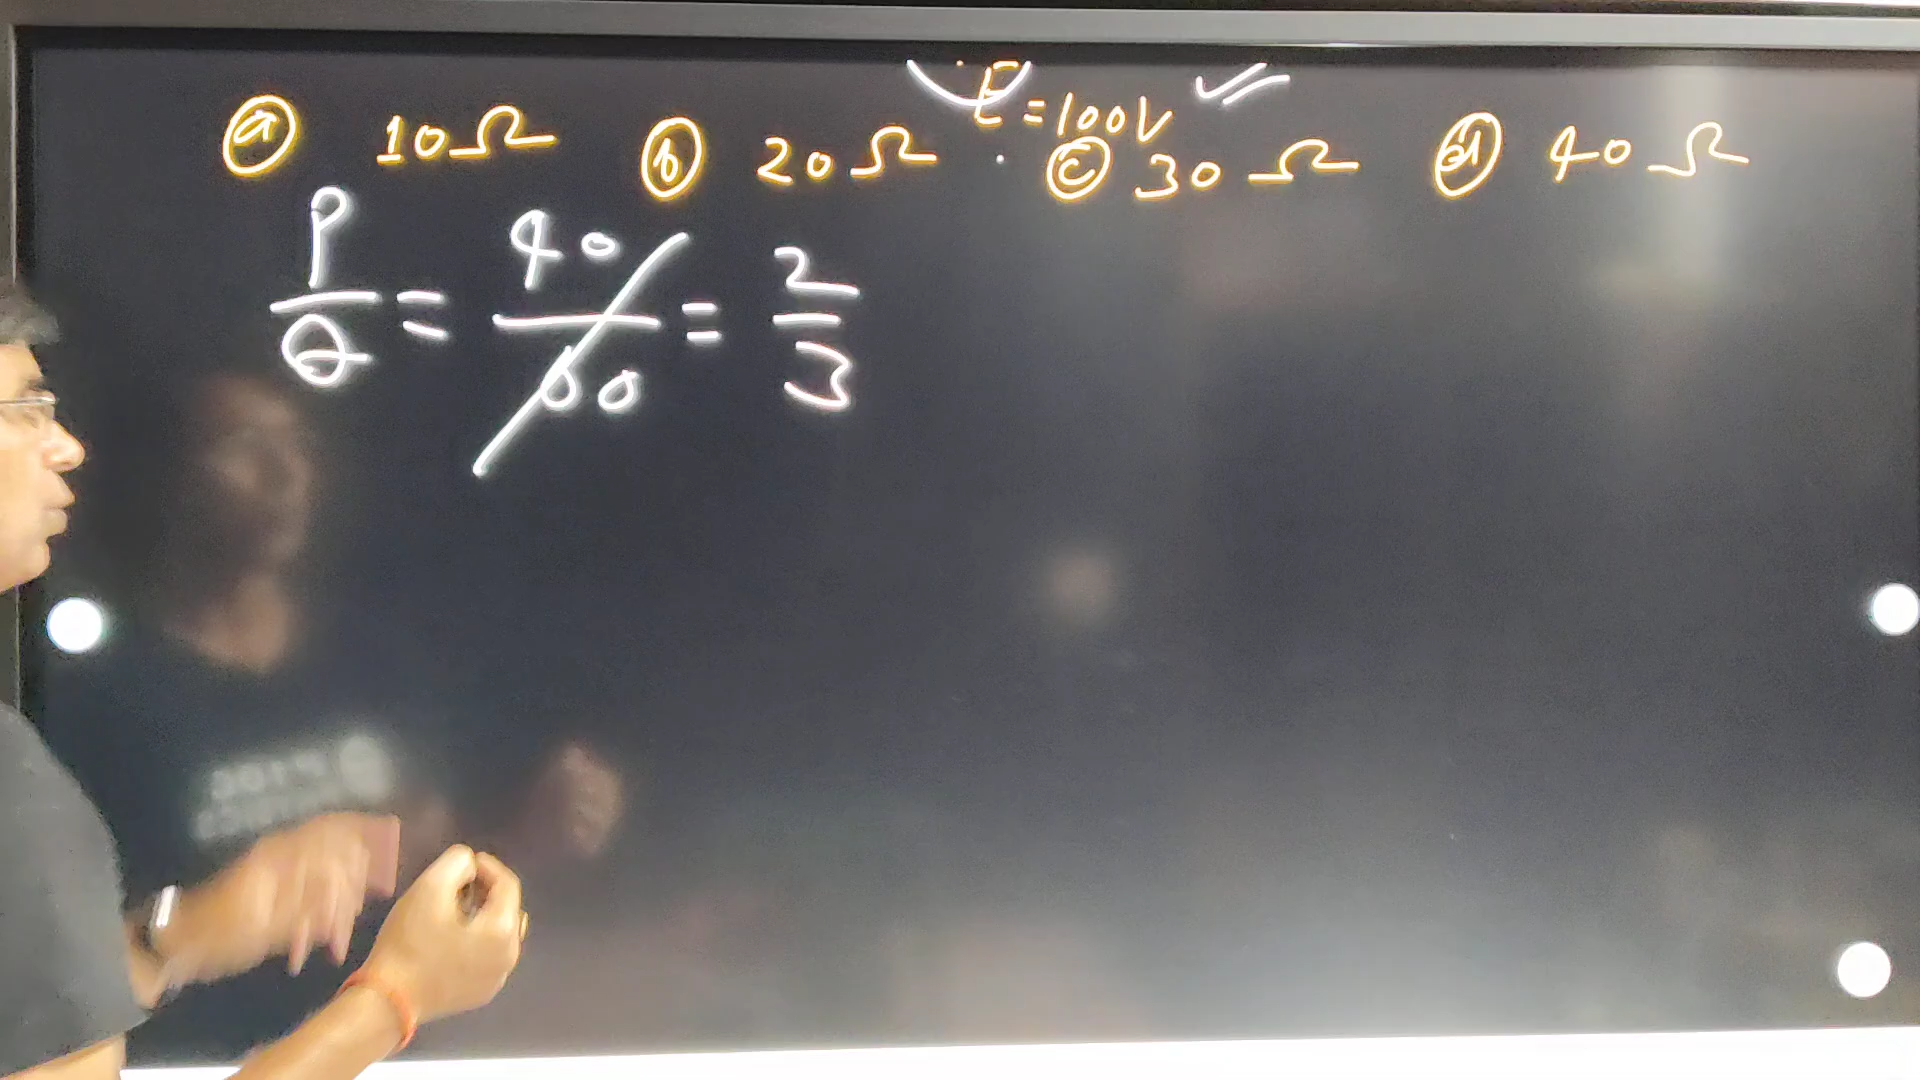 E = 100V
ⓐ 10Ω ⓑ 20Ω ⓒ 30Ω ⓓ 40Ω
P/Q = 40/60 = 2/3